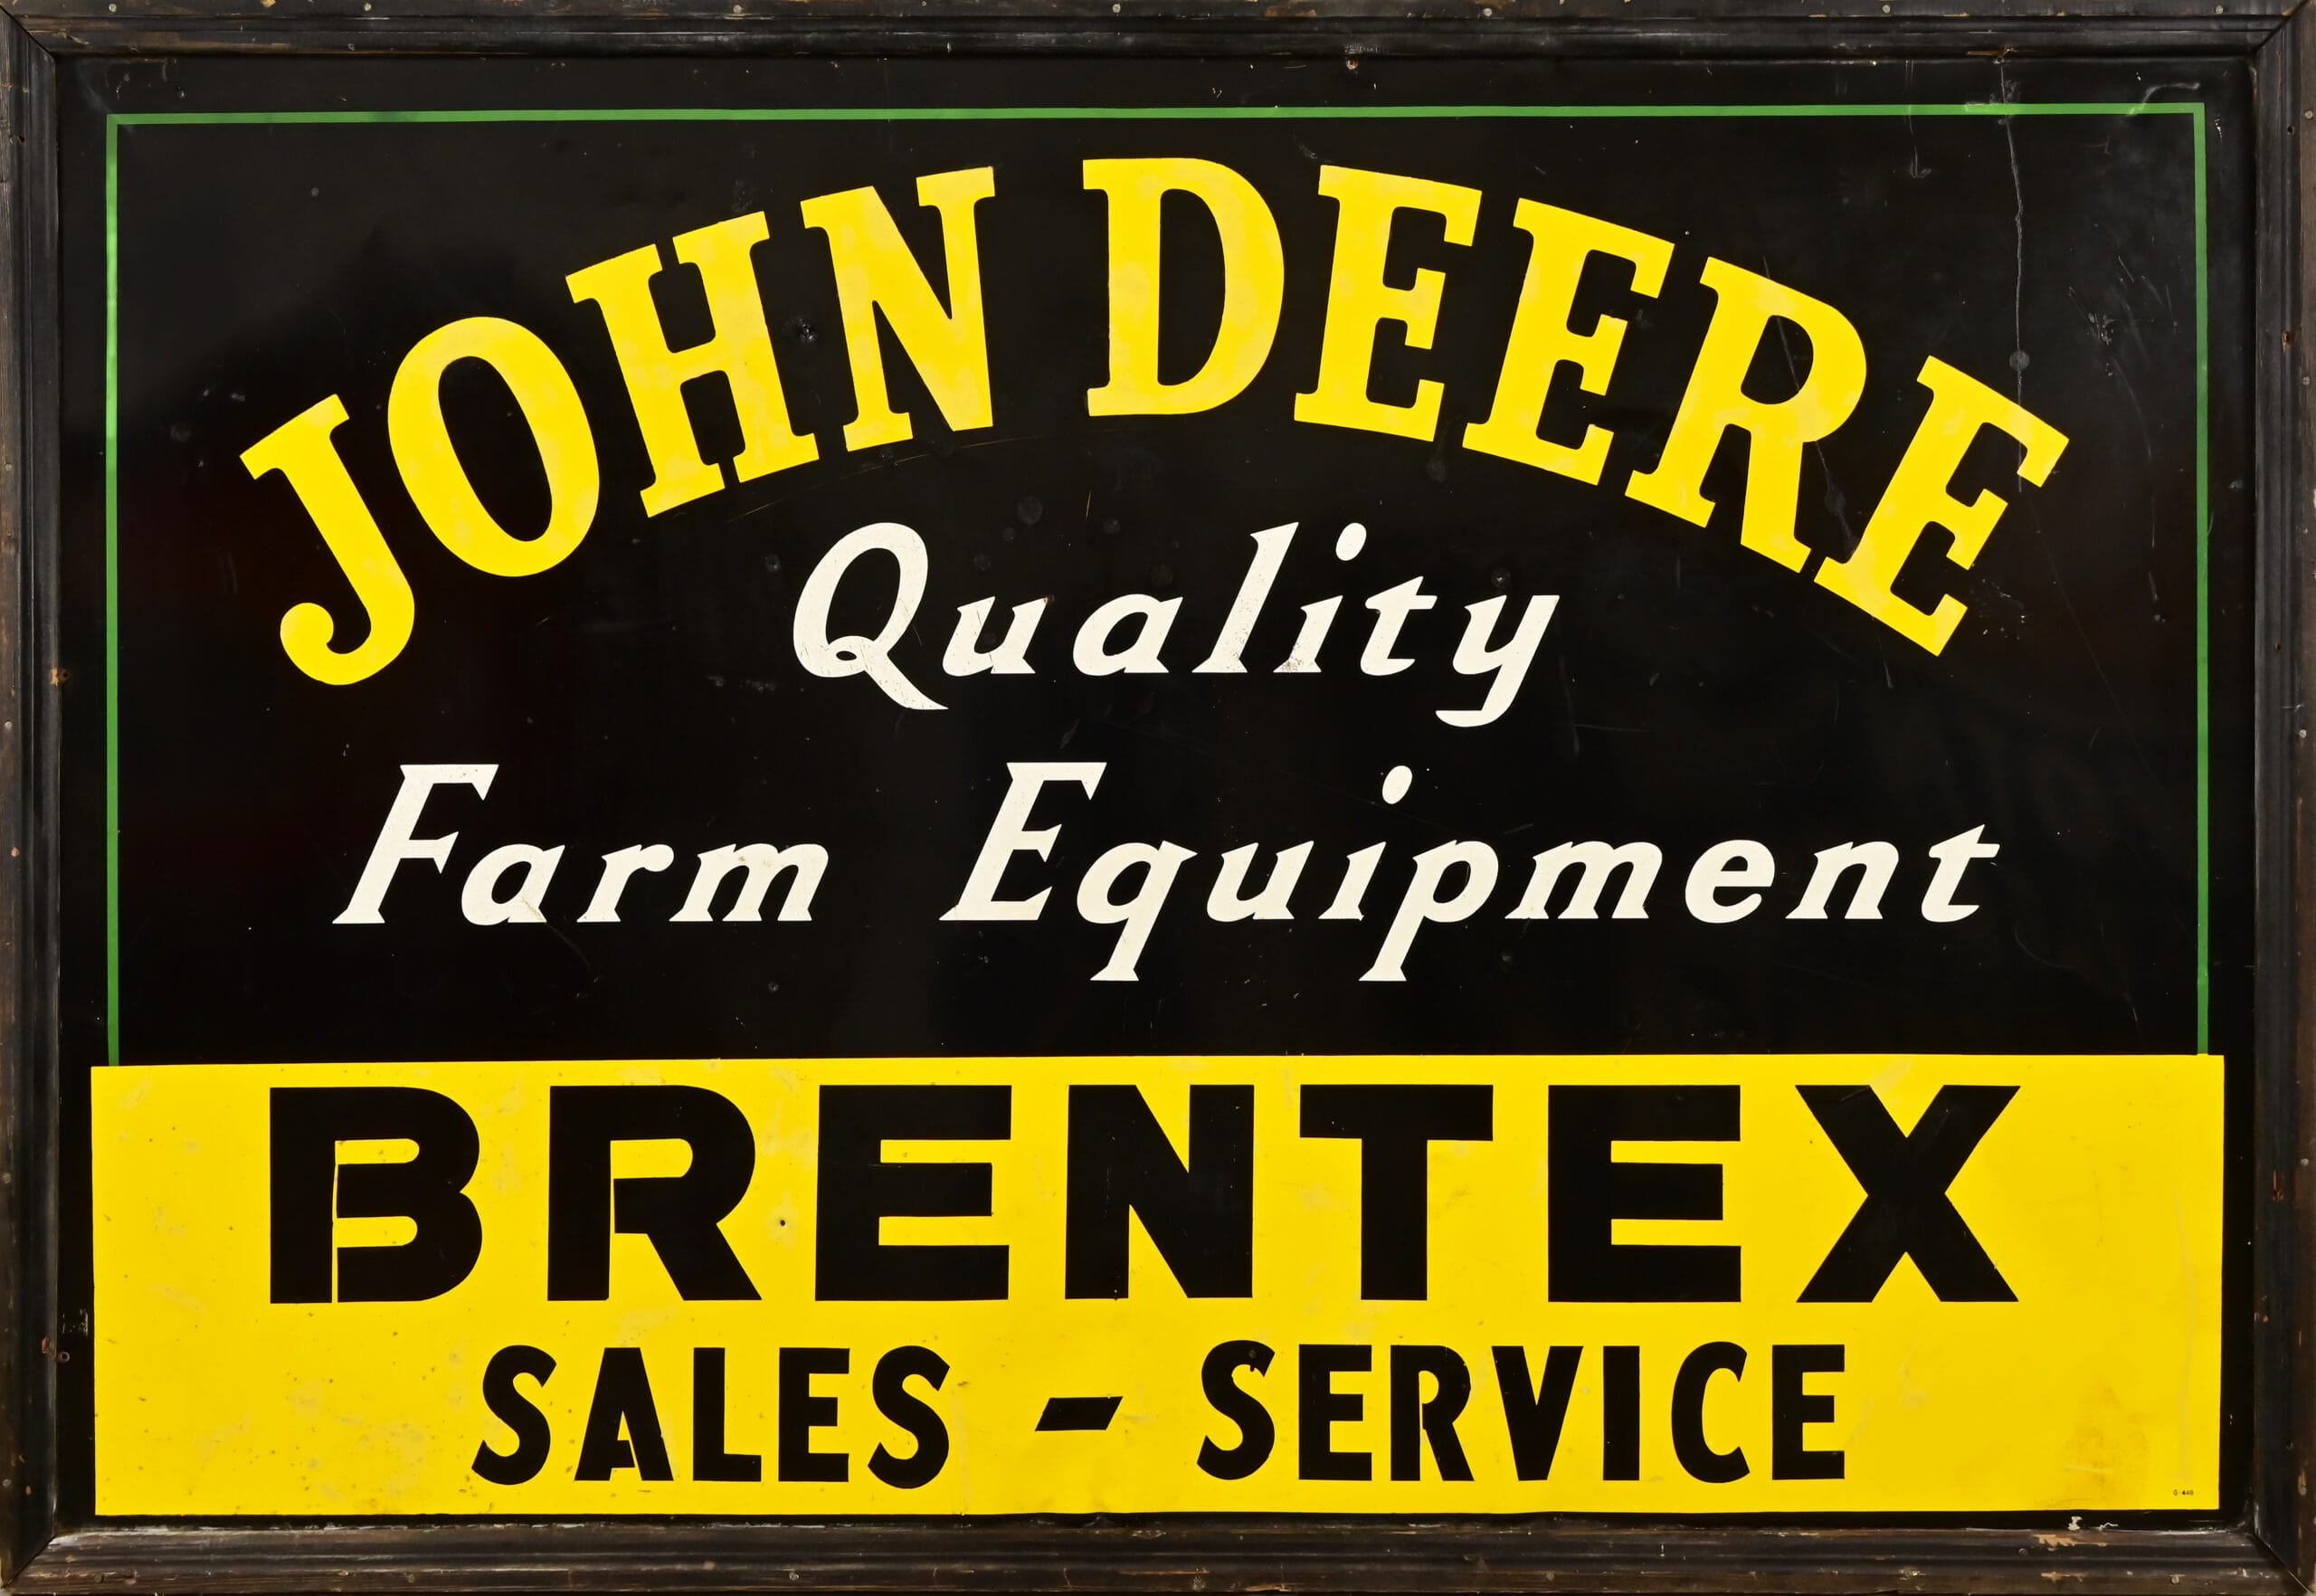 JOHN DEERE
Quality
Farm Equipment
BRENTEX
SALES - SERVICE